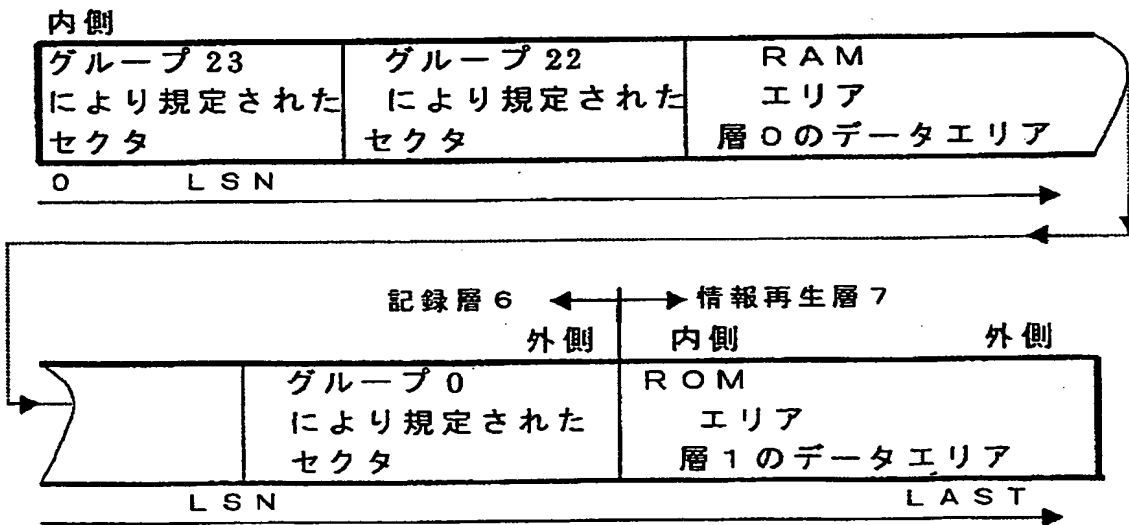 内側
グループ23
により規定された
セクタ
グループ22
により規定された
セクタ
RAM
エリア
層0のデータエリア
0 LSN
記録層6 情報再生層7
外側 内側 外側
グループ0
により規定された
セクタ
ROM
エリア
層1のデータエリア
LSN LAST